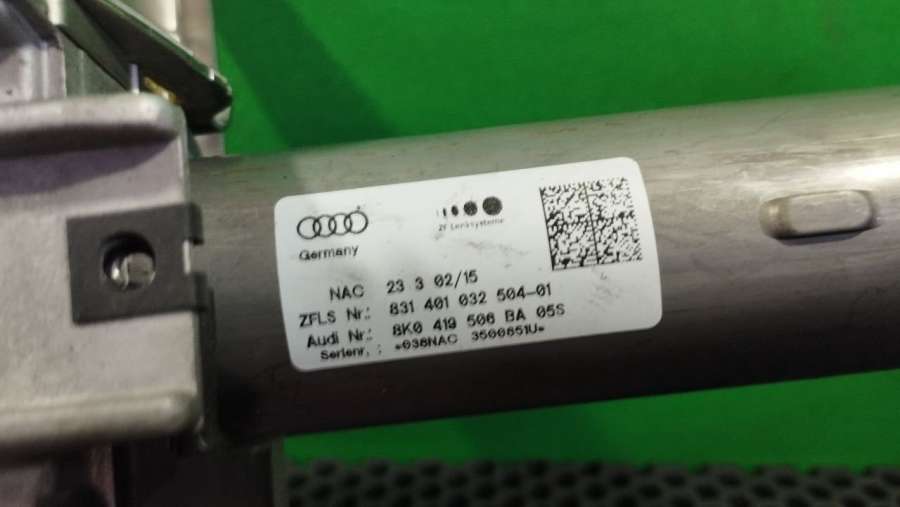 Germany
ZF Lenksysteme
NAC 23 3 02/15
ZFLS Nr.: 831 401 032 504-01
Audi Nr.: 8K0 419 506 BA 05S
Serienr. : *038NAC 3500651U*